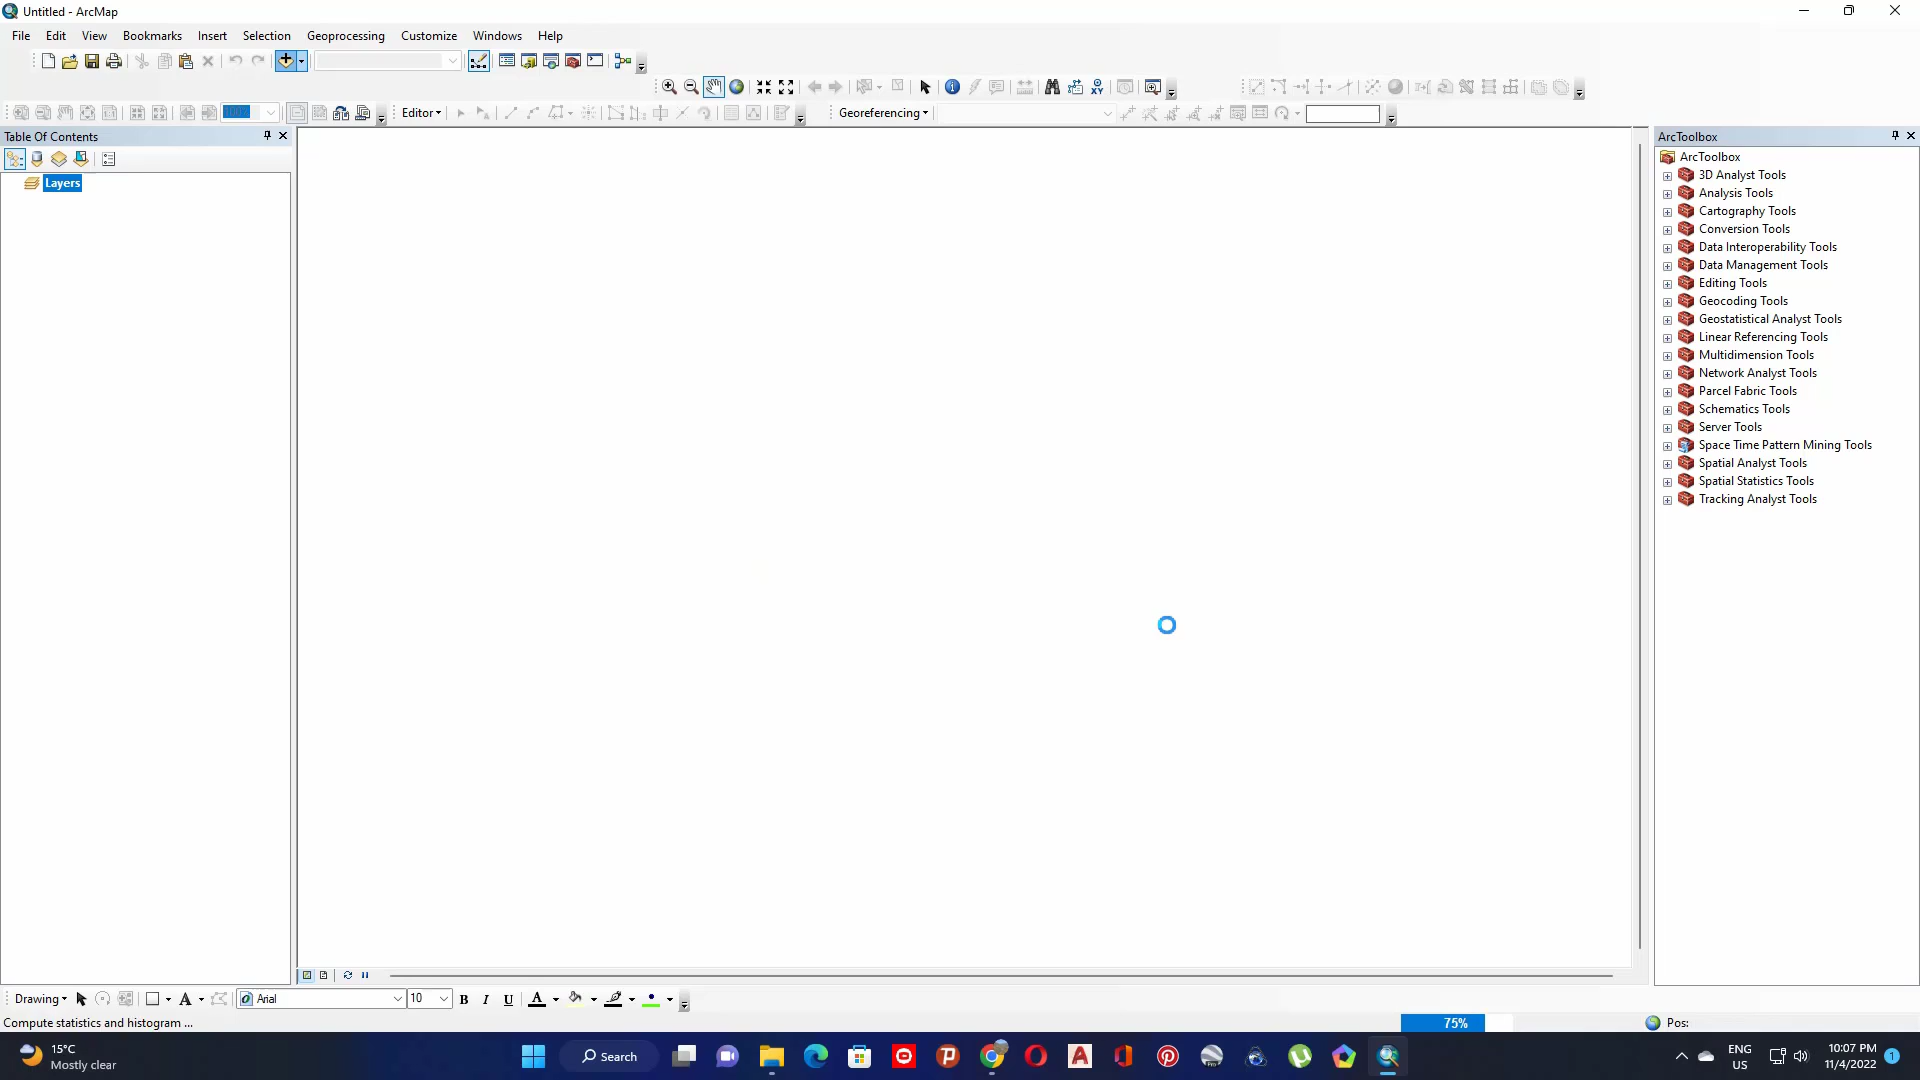 Untitled - ArcMap
File Edit View Bookmarks Insert Selection Geoprocessing Customize Windows Help
100% Editor Georeferencing
Table Of Contents
Layers
ArcToolbox
ArcToolbox
3D Analyst Tools
Analysis Tools
Cartography Tools
Conversion Tools
Data Interoperability Tools
Data Management Tools
Editing Tools
Geocoding Tools
Geostatistical Analyst Tools
Linear Referencing Tools
Multidimension Tools
Network Analyst Tools
Parcel Fabric Tools
Schematics Tools
Server Tools
Space Time Pattern Mining Tools
Spatial Analyst Tools
Spatial Statistics Tools
Tracking Analyst Tools
Drawing A Arial 10 B I U A
Compute statistics and histogram ... 75% Pos:
15°C
Mostly clear
Search
ENG
US
10:07 PM
11/4/2022
1